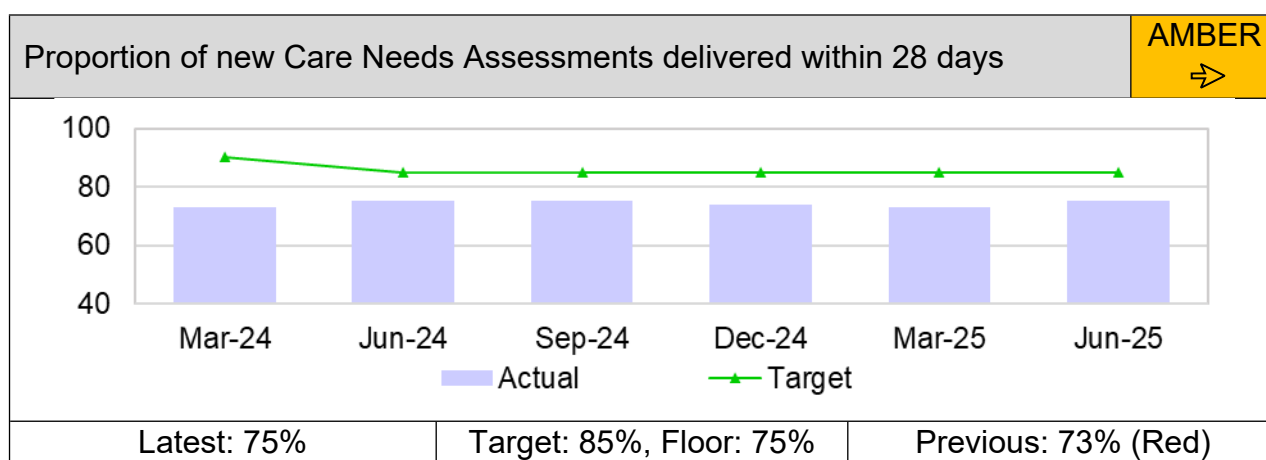 Proportion of new Care Needs Assessments delivered within 28 days
AMBER
100
80
60
40
Mar-24 Jun-24 Sep-24 Dec-24 Mar-25 Jun-25
Actual Target
Latest: 75% Target: 85%, Floor: 75% Previous: 73% (Red)